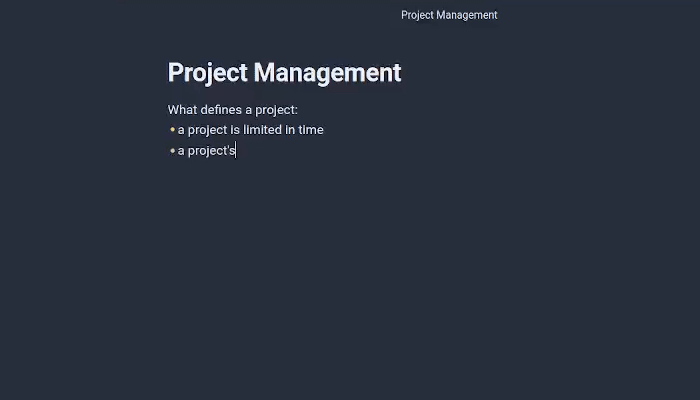 Project Management
Project Management
What defines a project:
• a project is limited in time
• a project's